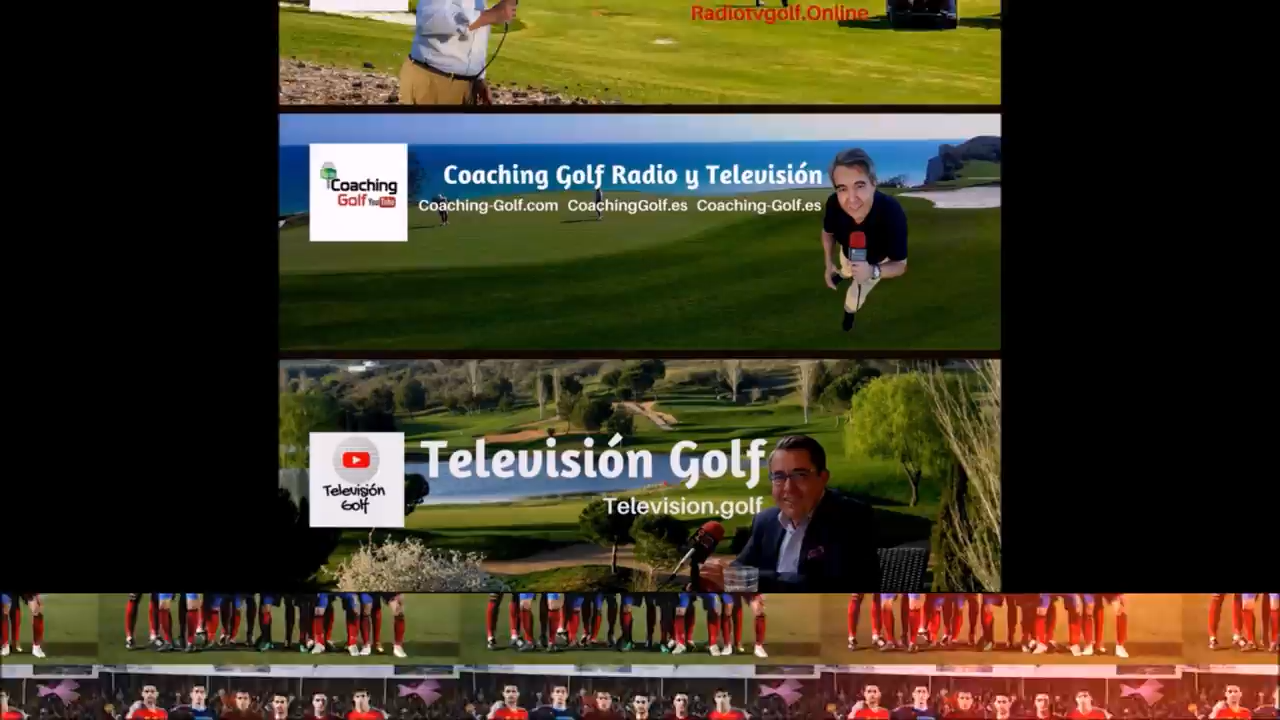 Radiotvgolf.Online
Coaching
Golf YouTube
Coaching Golf Radio y Televisión
Coaching-Golf.com CoachingGolf.es Coaching-Golf.es
Televisión
Golf
Televisión Golf
Television.golf